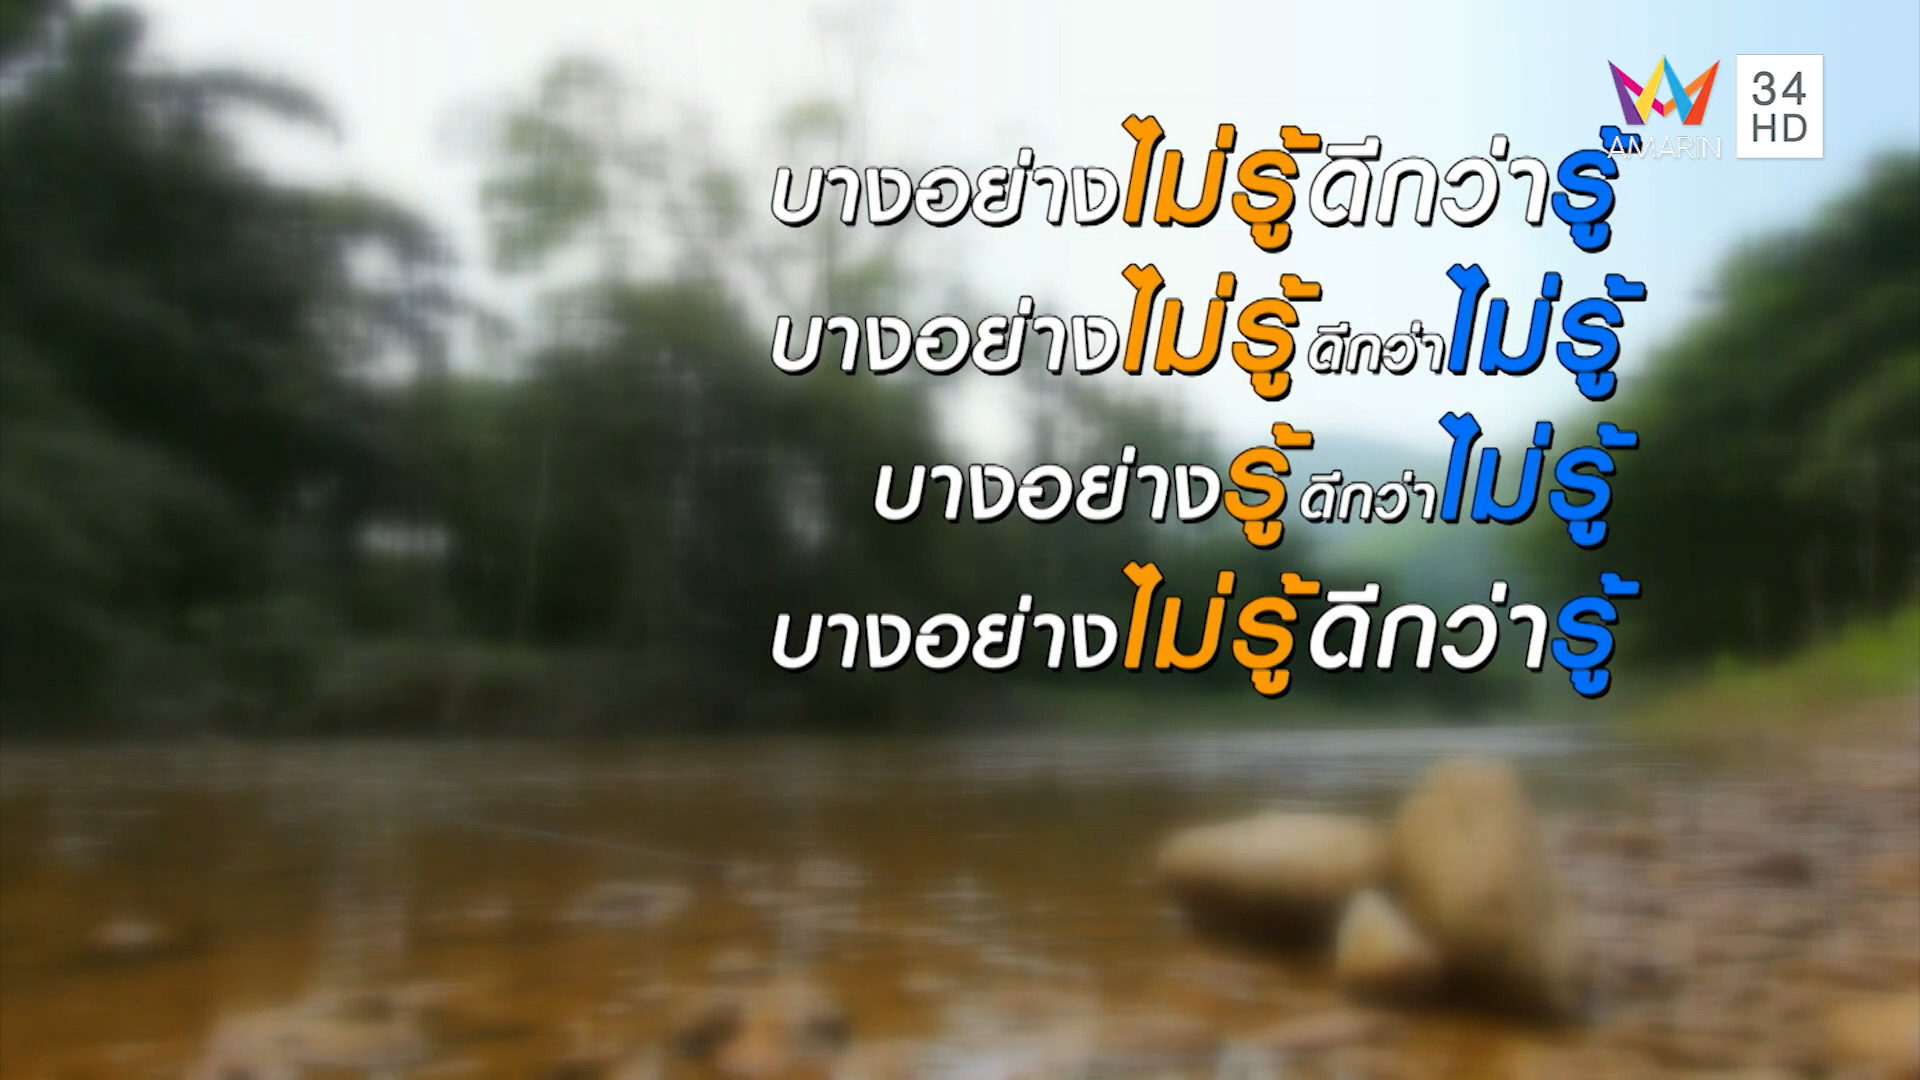 AMARIN
34
HD
บางอย่างไม่รู้ดีกว่ารู้
บางอย่างไม่รู้ ดีกว่าไม่รู้
บางอย่างรู้ ดีกว่าไม่รู้
บางอย่างไม่รู้ดีกว่ารู้